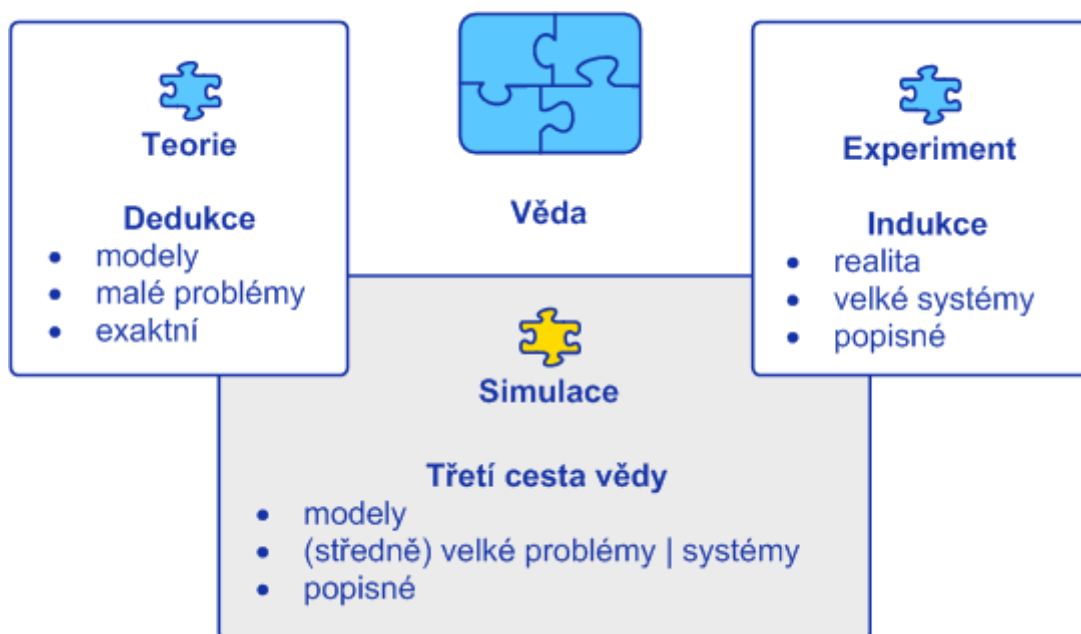 Teorie
Dedukce
• modely
• malé problémy
• exaktní
Věda
Experiment
Indukce
• realita
• velké systémy
• popisné
Simulace
Třetí cesta vědy
• modely
• (středně) velké problémy | systémy
• popisné